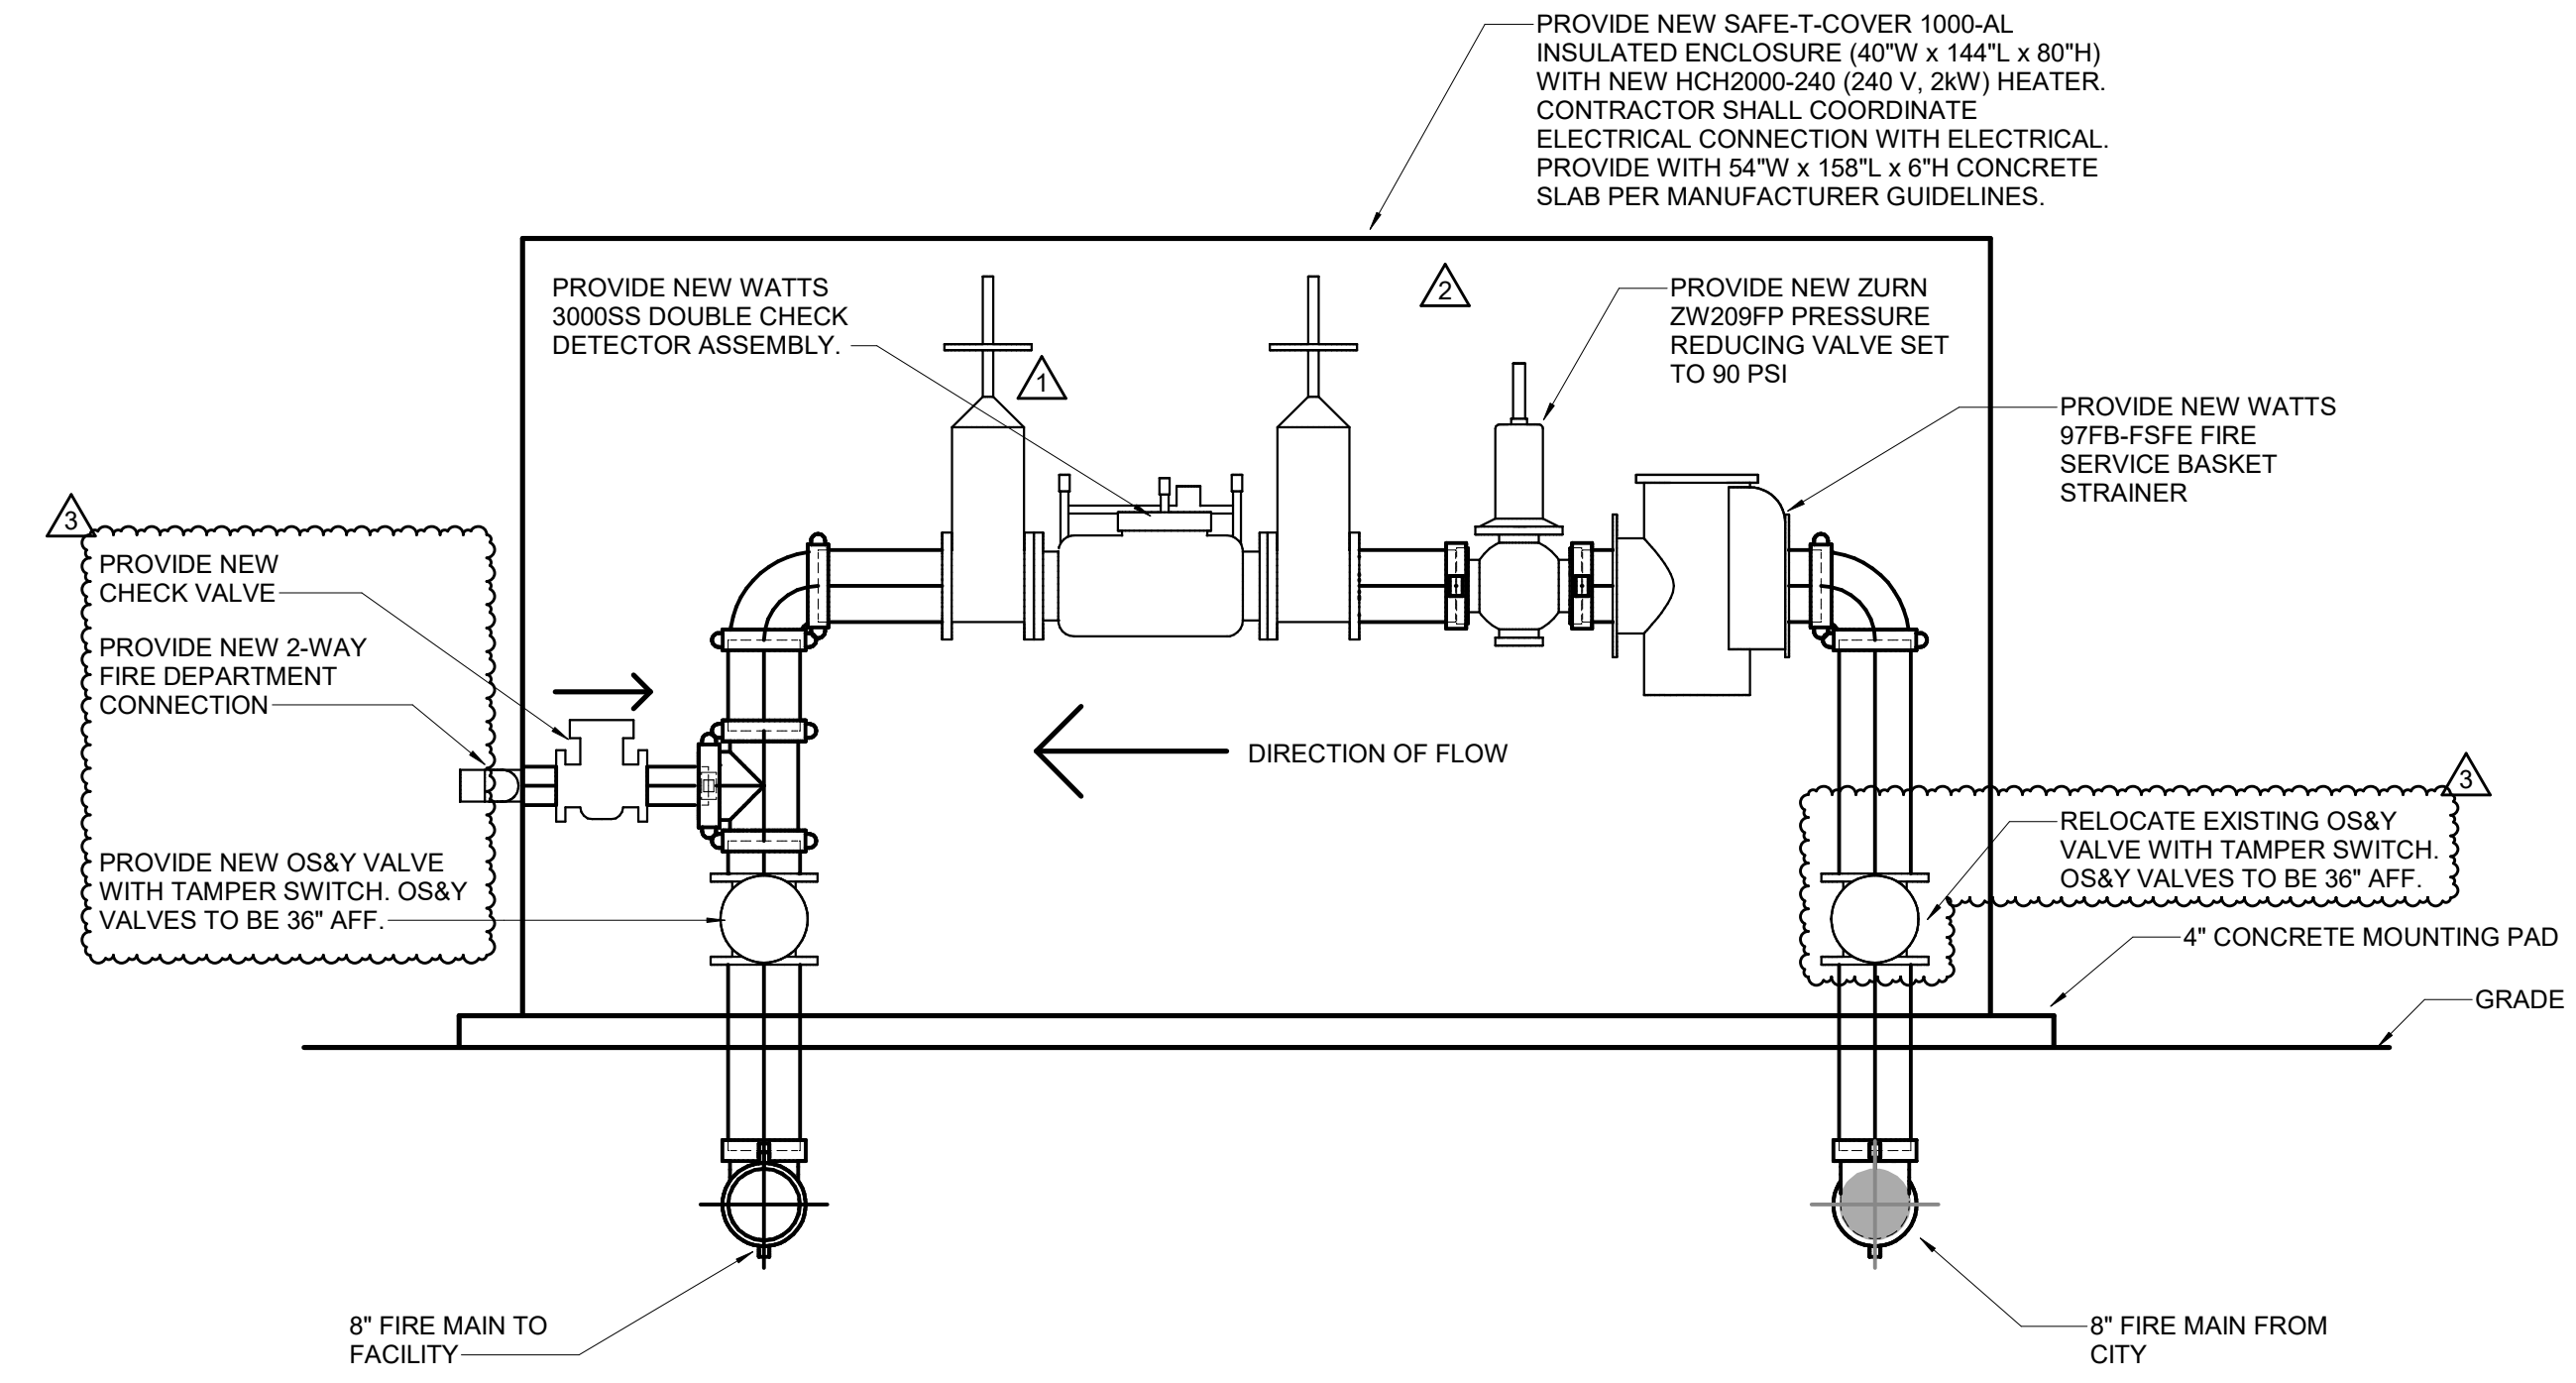 PROVIDE NEW SAFE-T-COVER 1000-AL
INSULATED ENCLOSURE (40"W x 144"L x 80"H)
WITH NEW HCH2000-240 (240 V, 2kW) HEATER.
CONTRACTOR SHALL COORDINATE
ELECTRICAL CONNECTION WITH ELECTRICAL.
PROVIDE WITH 54"W x 158"L x 6"H CONCRETE
SLAB PER MANUFACTURER GUIDELINES.
PROVIDE NEW WATTS
3000SS DOUBLE CHECK
DETECTOR ASSEMBLY.
1
2
PROVIDE NEW ZURN
ZW209FP PRESSURE
REDUCING VALVE SET
TO 90 PSI
PROVIDE NEW WATTS
97FB-FSFE FIRE
SERVICE BASKET
STRAINER
3
PROVIDE NEW
CHECK VALVE
PROVIDE NEW 2-WAY
FIRE DEPARTMENT
CONNECTION
PROVIDE NEW OS&Y VALVE
WITH TAMPER SWITCH. OS&Y
VALVES TO BE 36" AFF.
DIRECTION OF FLOW
3
RELOCATE EXISTING OS&Y
VALVE WITH TAMPER SWITCH.
OS&Y VALVES TO BE 36" AFF.
4" CONCRETE MOUNTING PAD
GRADE
8" FIRE MAIN TO
FACILITY
8" FIRE MAIN FROM
CITY